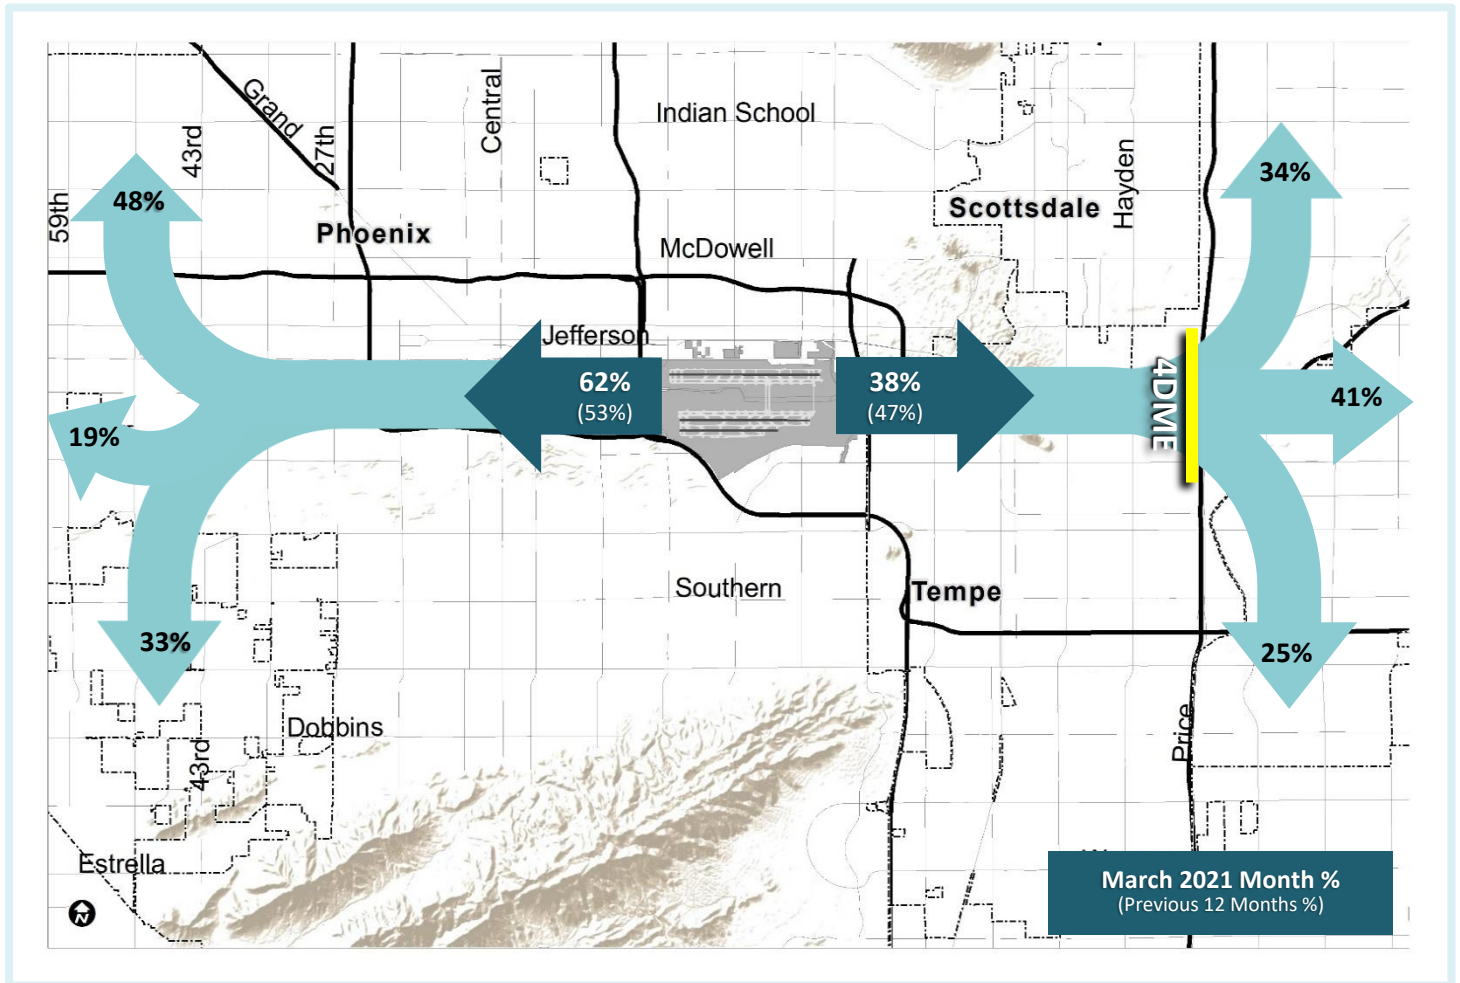 Grand
43rd
27th
Central
Indian School
Hayden
34%
48%
59th
Phoenix
Scottsdale
McDowell
Jefferson
62%
(53%)
38%
(47%)
4DME
41%
19%
Southern
Tempe
33%
25%
Dobbins
43rd
Price
Estrella
N
March 2021 Month %
(Previous 12 Months %)